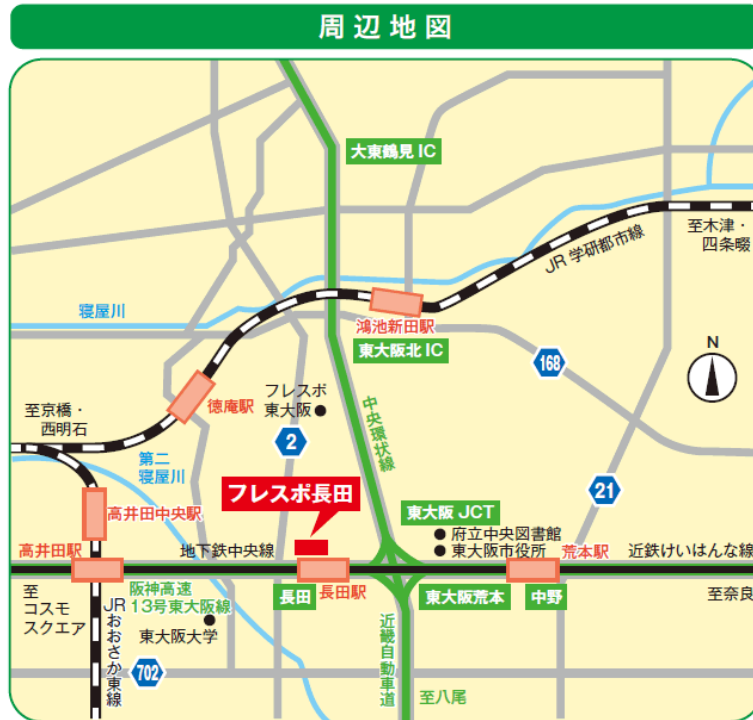 周辺地図
大東鶴見 IC
JR 学研都市線
至木津・
四条畷
寝屋川
鴻池新田駅
東大阪北 IC
N
168
徳庵駅
フレスポ
東大阪
至京橋・
西明石
中央環状線
2
第二
寝屋川
フレスポ長田
21
高井田中央駅
東大阪 JCT
府立中央図書館
東大阪市役所
荒本駅
高井田駅
地下鉄中央線
近鉄けいはんな線
至
コスモ
スクエア
阪神高速
13号東大阪線
長田
長田駅
東大阪荒本
中野
至奈良
JRおおさか東線
東大阪大学
近畿自動車道
702
至八尾